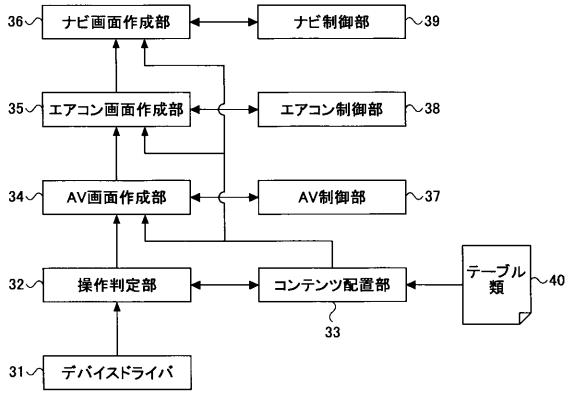 36 ナビ画面作成部 ナビ制御部 39
35 エアコン画面作成部 エアコン制御部 38
34 AV画面作成部 AV制御部 37
32 操作判定部 コンテンツ配置部 テーブル類 40
33
31 デバイスドライバ